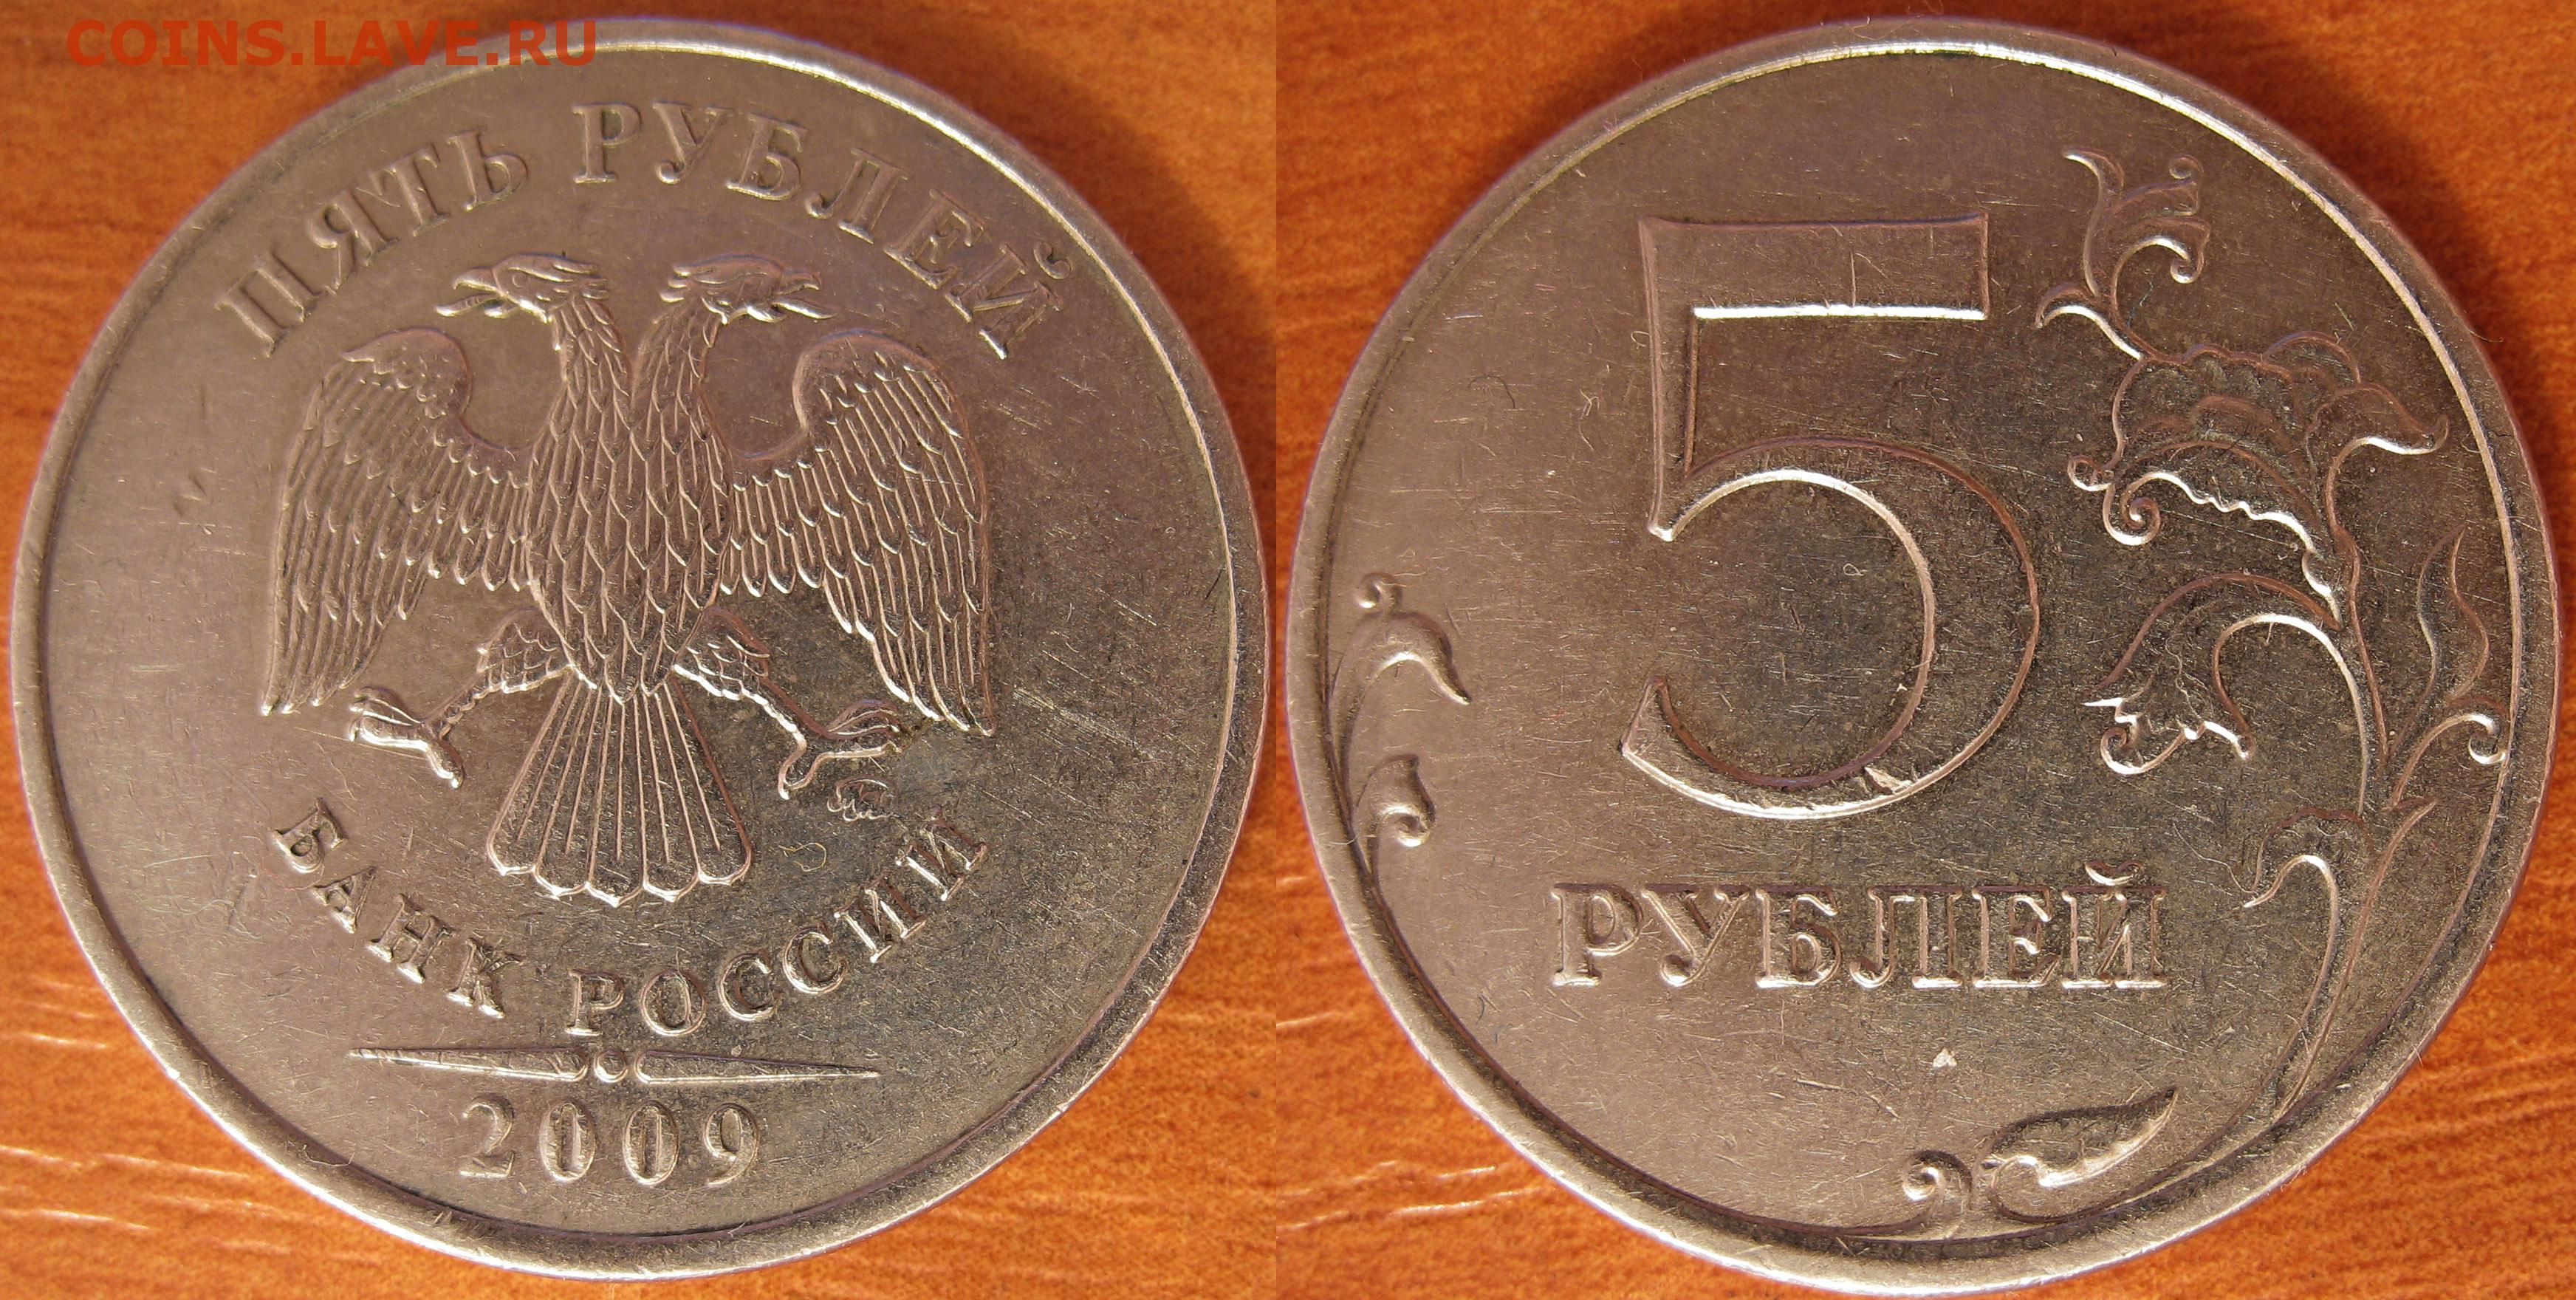 COINS.LAVE.RU
ПЯТЬ РУБЛЕЙ
БАНК РОССИИ
2009
5
РУБЛЕЙ